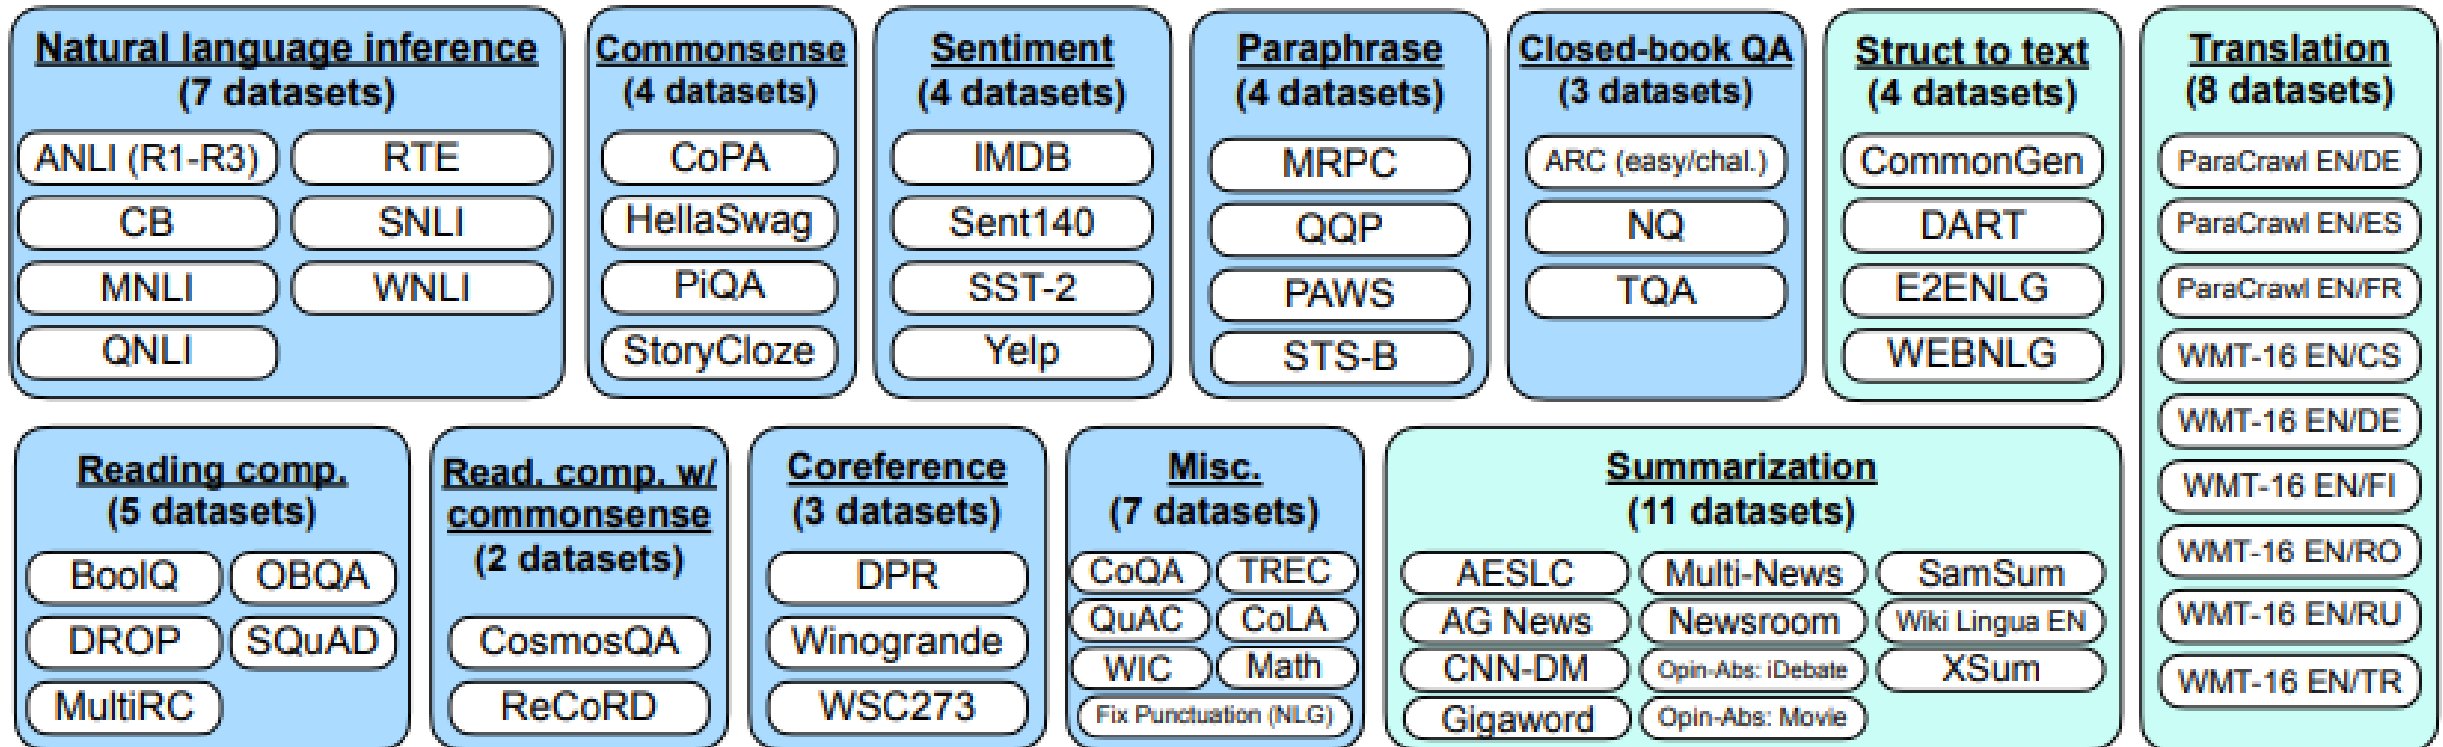 Natural language inference
(7 datasets)
ANLI (R1-R3)
RTE
CB
SNLI
MNLI
WNLI
QNLI
Commonsense
(4 datasets)
CoPA
HellaSwag
PiQA
StoryCloze
Sentiment
(4 datasets)
IMDB
Sent140
SST-2
Yelp
Paraphrase
(4 datasets)
MRPC
QQP
PAWS
STS-B
Closed-book QA
(3 datasets)
ARC (easy/chal.)
NQ
TQA
Struct to text
(4 datasets)
CommonGen
DART
E2ENLG
WEBNLG
Translation
(8 datasets)
ParaCrawl EN/DE
ParaCrawl EN/ES
ParaCrawl EN/FR
WMT-16 EN/CS
WMT-16 EN/DE
WMT-16 EN/FI
WMT-16 EN/RO
WMT-16 EN/RU
WMT-16 EN/TR
Reading comp.
(5 datasets)
BoolQ
OBQA
DROP
SQuAD
MultiRC
Read. comp. w/
commonsense
(2 datasets)
CosmosQA
ReCoRD
Coreference
(3 datasets)
DPR
Winogrande
WSC273
Misc.
(7 datasets)
CoQA
TREC
QuAC
CoLA
WIC
Math
Fix Punctuation (NLG)
Summarization
(11 datasets)
AESLC
Multi-News
SamSum
AG News
Newsroom
Wiki Lingua EN
CNN-DM
Opin-Abs: iDebate
XSum
Gigaword
Opin-Abs: Movie